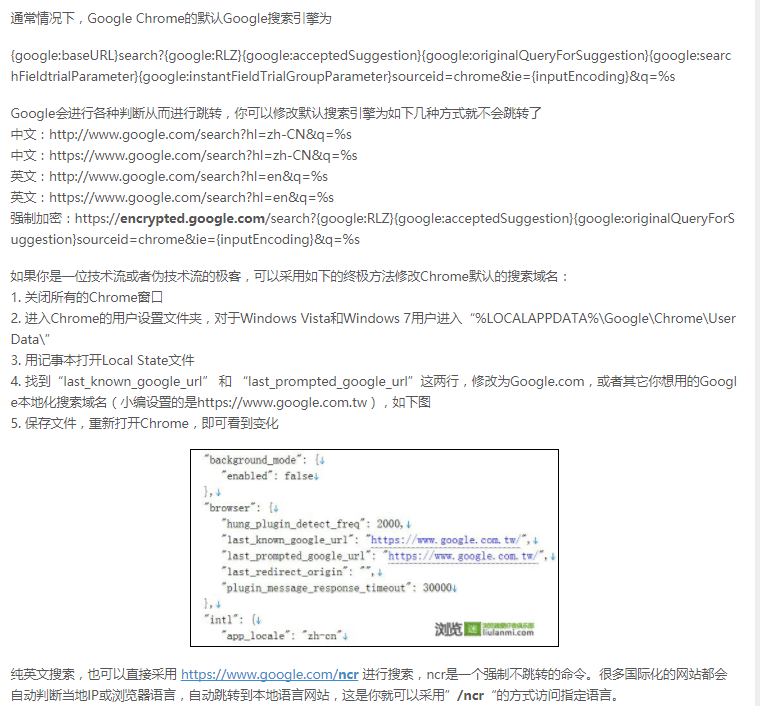 通常情况下，Google Chrome的默认Google搜索引擎为
{google:baseURL}search?{google:RLZ}{google:acceptedSuggestion}{google:originalQueryForSuggestion}{google:searc
hFieldtrialParameter}{google:instantFieldTrialGroupParameter}sourceid=chrome&ie={inputEncoding}&q=%s
Google会进行各种判断从而进行跳转，你可以修改默认搜索引擎为如下几种方式就不会跳转了
中文：http://www.google.com/search?hl=zh-CN&q=%s
中文：https://www.google.com/search?hl=zh-CN&q=%s
英文：http://www.google.com/search?hl=en&q=%s
英文：https://www.google.com/search?hl=en&q=%s
强制加密：https://encrypted.google.com/search?{google:RLZ}{google:acceptedSuggestion}{google:originalQueryForS
uggestion}sourceid=chrome&ie={inputEncoding}&q=%s
如果你是一位技术流或者伪技术流的极客，可以采用如下的终极方法修改Chrome默认的搜索域名：
1. 关闭所有的Chrome窗口
2. 进入Chrome的用户设置文件夹，对于Windows Vista和Windows 7用户进入“%LOCALAPPDATA%\Google\Chrome\User
Data\”
3. 用记事本打开Local State文件
4. 找到“last_known_google_url” 和 “last_prompted_google_url”这两行，修改为Google.com，或者其它你想用的Googl
e本地化搜索域名（小编设置的是https://www.google.com.tw），如下图
5. 保存文件，重新打开Chrome，即可看到变化
"background_mode": {↓
"enabled": false↓
},↓
"browser": {↓
"hung_plugin_detect_freq": 2000,↓
"last_known_google_url": "https://www.google.com.tw/",↓
"last_prompted_google_url": "https://www.google.com.tw/",↓
"last_redirect_origin": "",↓
"plugin_message_response_timeout": 30000↓
},↓
"intl": {↓
"app_locale": "zh-cn"↓
浏览迷 liulanmi.com
纯英文搜索，也可以直接采用 https://www.google.com/ncr 进行搜索，ncr是一个强制不跳转的命令。很多国际化的网站都会
自动判断当地IP或浏览器语言，自动跳转到本地语言网站，这是你就可以采用”/ncr“的方式访问指定语言。